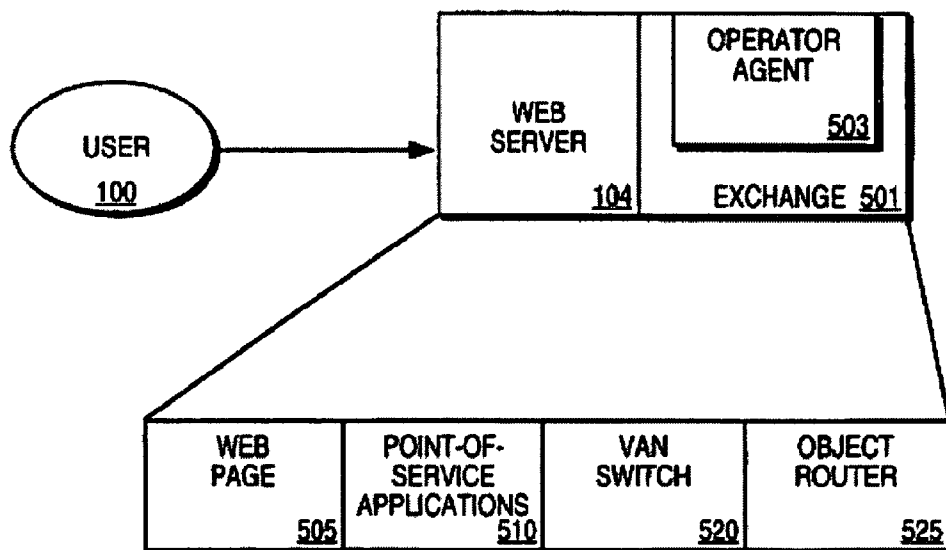 USER
100
WEB
SERVER
104
OPERATOR
AGENT
503
EXCHANGE 501
WEB
PAGE
505
POINT-OF-
SERVICE
APPLICATIONS
510
VAN
SWITCH
520
OBJECT
ROUTER
525